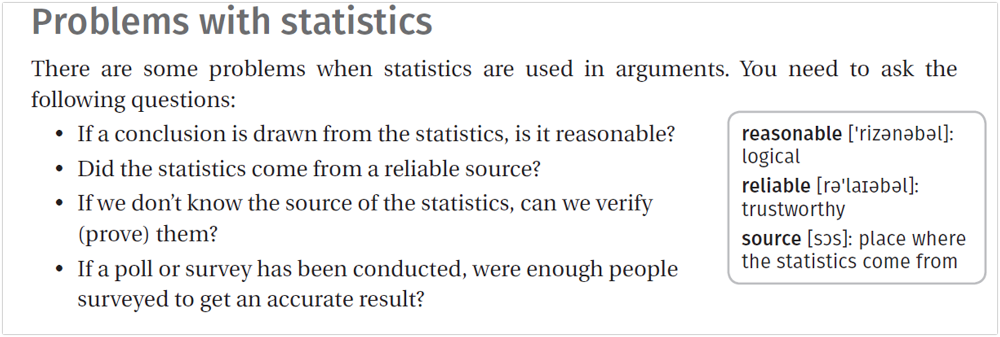 Problems with statistics
There are some problems when statistics are used in arguments. You need to ask the
following questions:
• If a conclusion is drawn from the statistics, is it reasonable?
• Did the statistics come from a reliable source?
• If we don’t know the source of the statistics, can we verify
(prove) them?
• If a poll or survey has been conducted, were enough people
surveyed to get an accurate result?
reasonable ['rizənəbəl]:
logical
reliable [rə'laɪəbəl]:
trustworthy
source [sɔs]: place where
the statistics come from